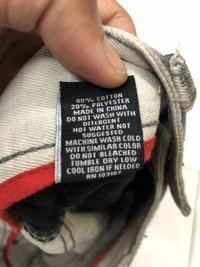 80% COTTON
20% POLYESTER
MADE IN CHINA
DO NOT WASH WITH
DETERGENT
HOT WATER NOT
SUGGESTED
MACHINE WASH COLD
WITH SIMILAR COLOR
DO NOT BLEACHED
TUMBLE DRY LOW
COOL IRON IF NEEDED
RN